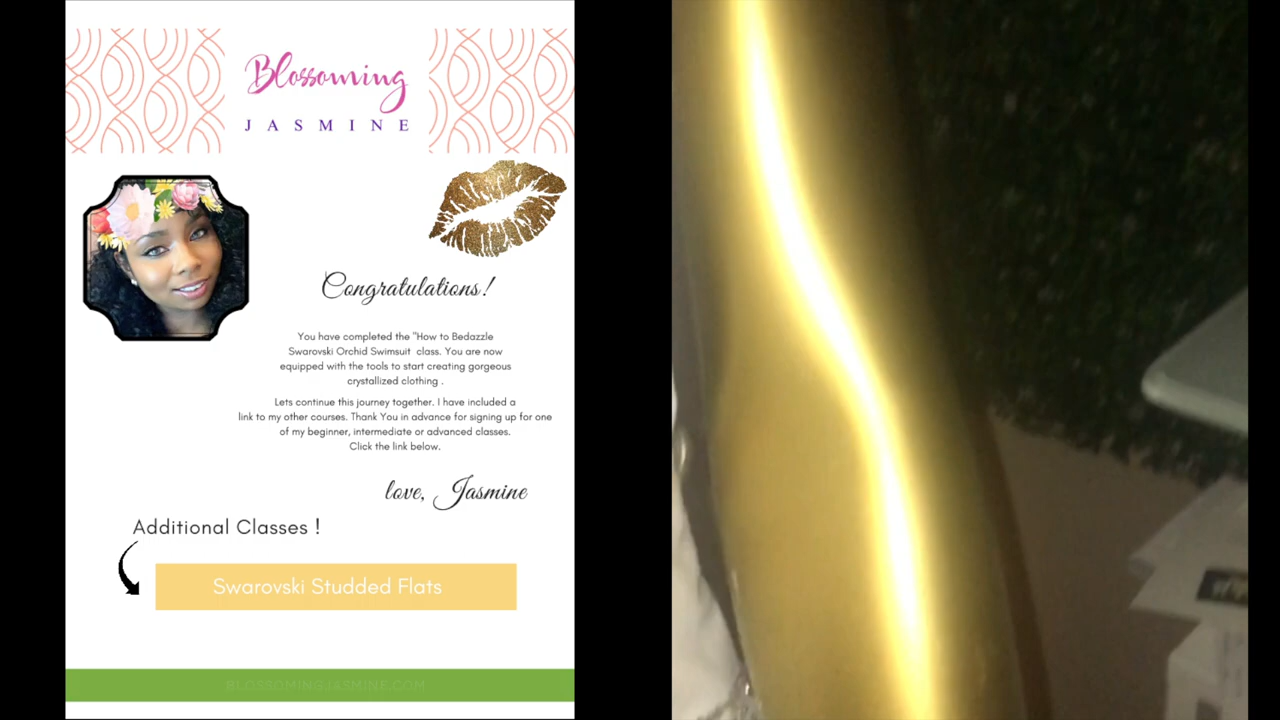 Blossoming
JASMINE
Congratulations!
You have completed the "How to Bedazzle
Swarovski Orchid Swimsuit class. You are now
equipped with the tools to start creating gorgeous
crystallized clothing .
Lets continue this journey together. I have included a
link to my other courses. Thank You in advance for signing up for one
of my beginner, intermediate or advanced classes.
Click the link below.
love, Jasmine
Additional Classes !
Swarovski Studded Flats
BLOSSOMINGJASMINE.COM